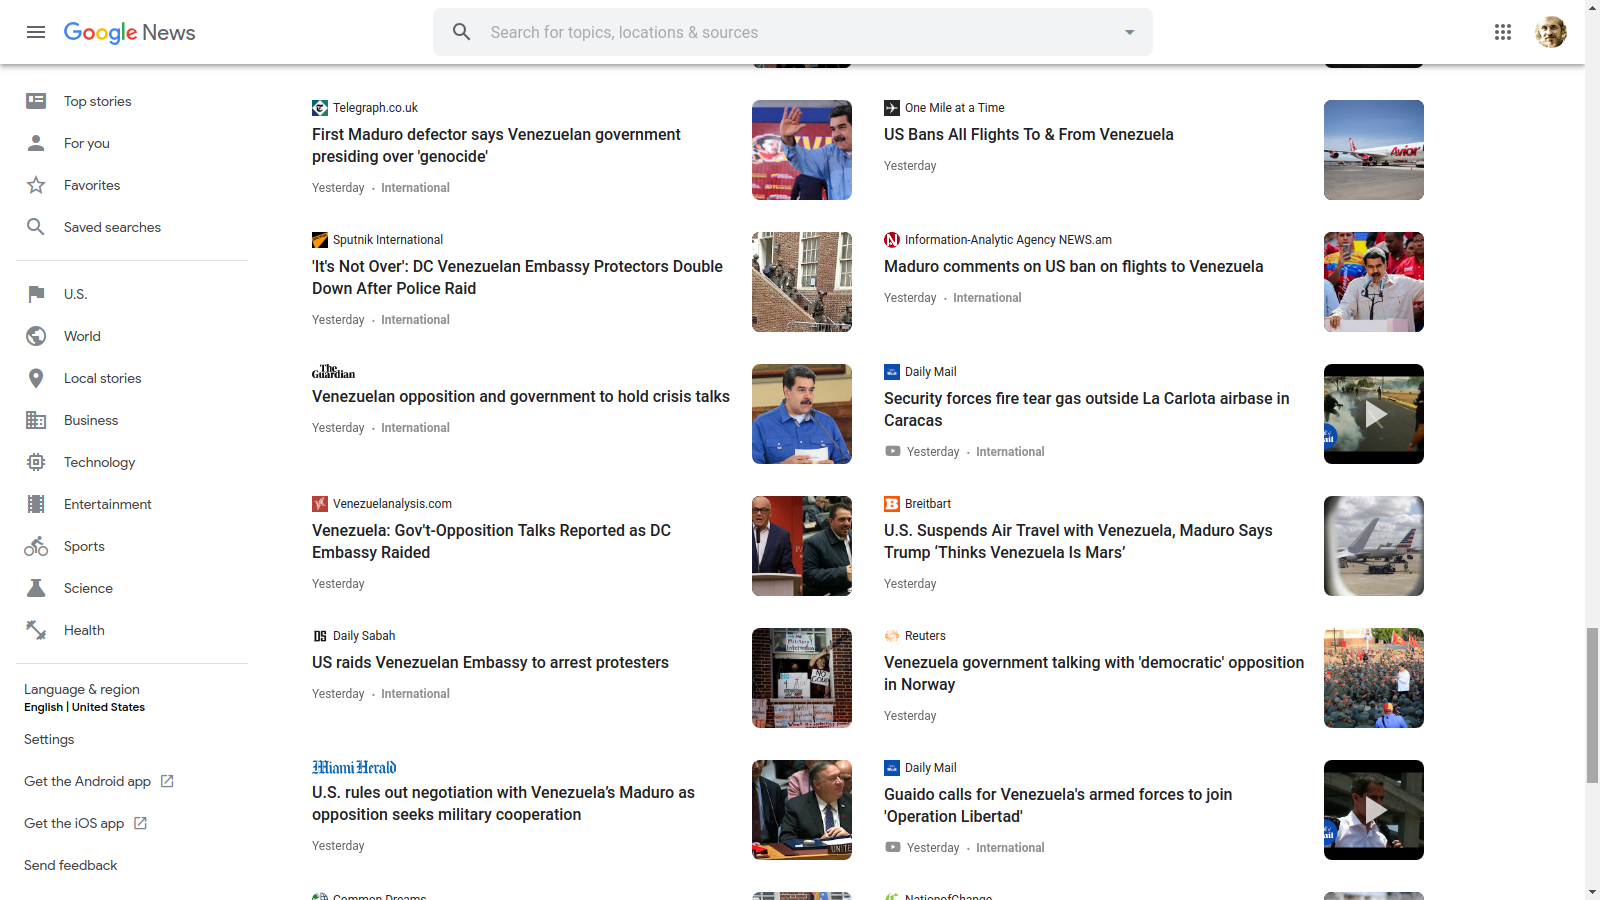 Google News
Search for topics, locations & sources
Top stories
For you
Favorites
Saved searches
U.S.
World
Local stories
Business
Technology
Entertainment
Sports
Science
Health
Language & region
English | United States
Settings
Get the Android app
Get the iOS app
Send feedback
Telegraph.co.uk
First Maduro defector says Venezuelan government
presiding over 'genocide'
Yesterday · International
One Mile at a Time
US Bans All Flights To & From Venezuela
Yesterday
Avior
Sputnik International
'It's Not Over': DC Venezuelan Embassy Protectors Double
Down After Police Raid
Yesterday · International
Information-Analytic Agency NEWS.am
Maduro comments on US ban on flights to Venezuela
Yesterday · International
The Guardian
Venezuelan opposition and government to hold crisis talks
Yesterday · International
Daily Mail
Security forces fire tear gas outside La Carlota airbase in
Caracas
Yesterday · International
Venezuelanalysis.com
Venezuela: Gov't-Opposition Talks Reported as DC
Embassy Raided
Yesterday
Breitbart
U.S. Suspends Air Travel with Venezuela, Maduro Says
Trump ‘Thinks Venezuela Is Mars’
Yesterday
DS Daily Sabah
US raids Venezuelan Embassy to arrest protesters
Yesterday · International
Reuters
Venezuela government talking with 'democratic' opposition
in Norway
Yesterday
Miami Herald
U.S. rules out negotiation with Venezuela’s Maduro as
opposition seeks military cooperation
Yesterday
Daily Mail
Guaido calls for Venezuela's armed forces to join
'Operation Libertad'
Yesterday · International
Common Dreams
NationofChange